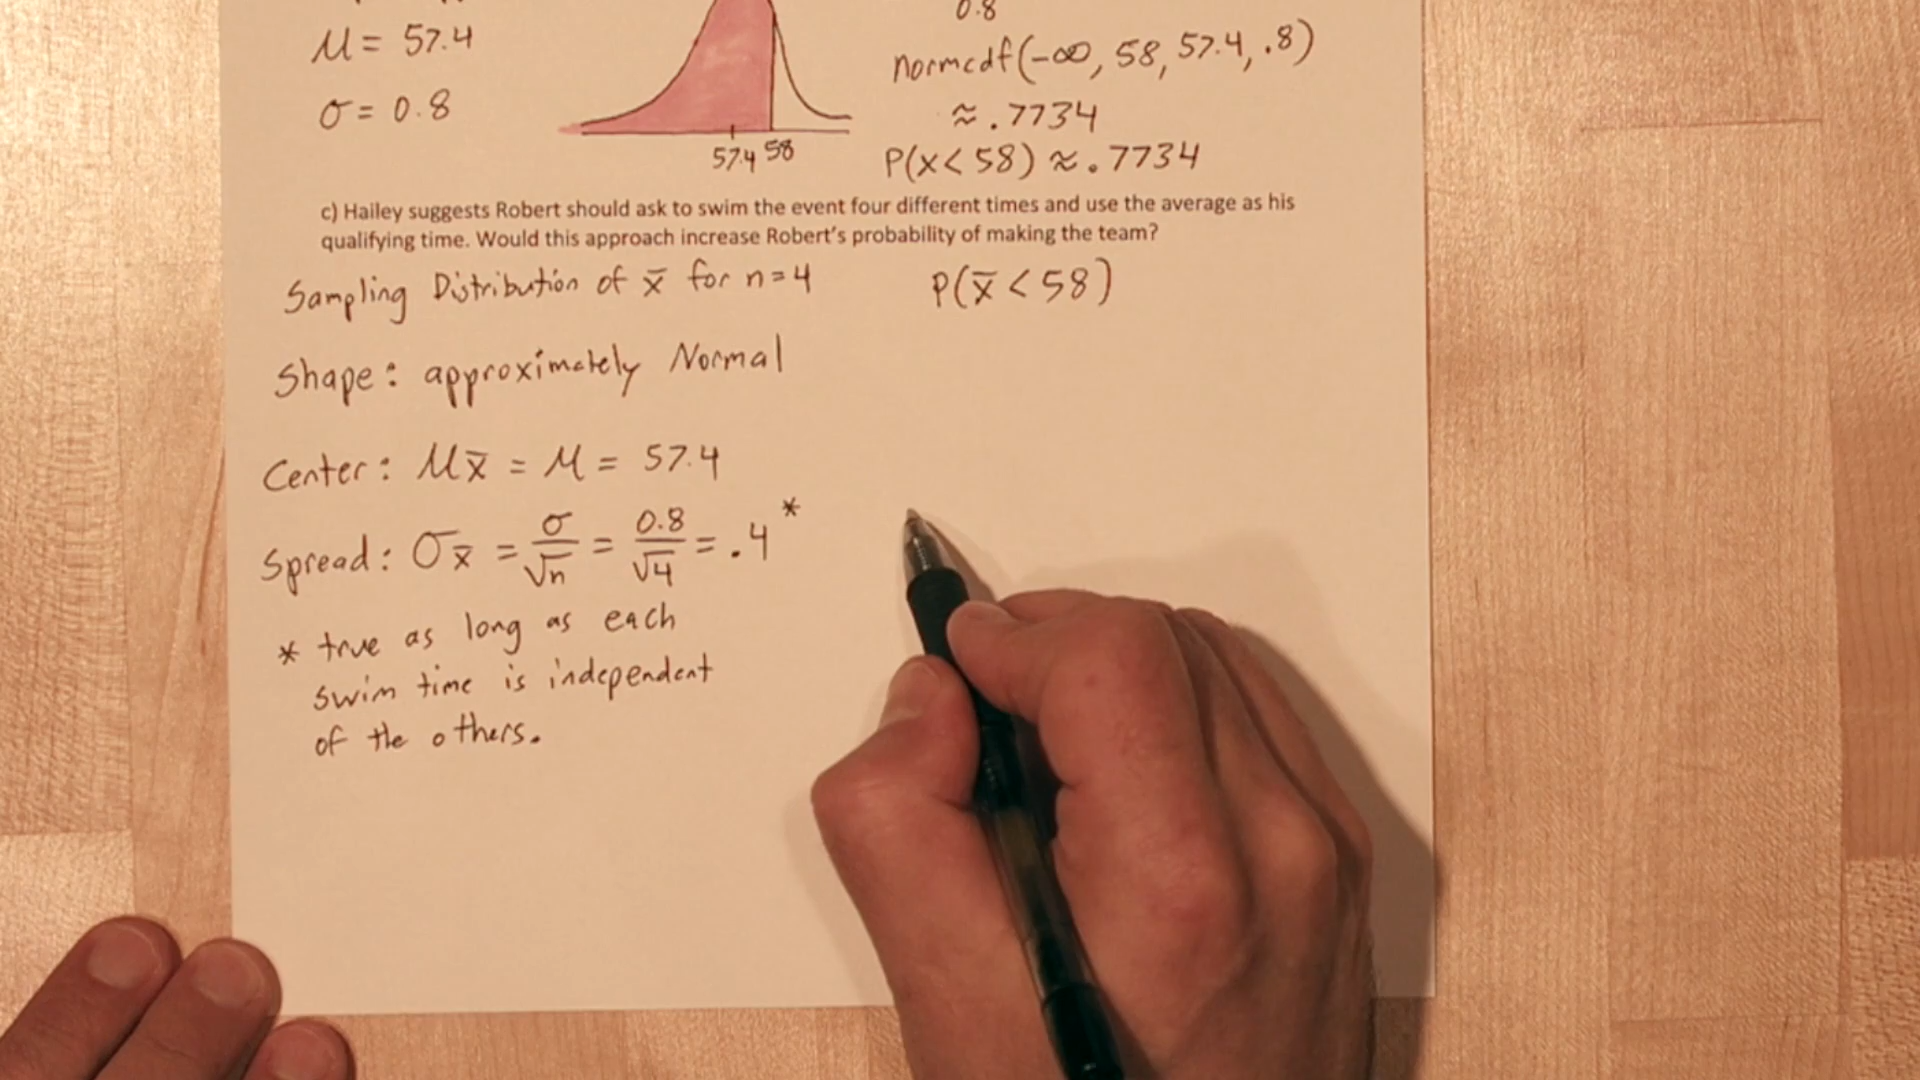 0.8
μ = 57.4
normcdf(-∞, 58, 57.4, .8)
σ = 0.8
≈ .7734
57.4 58
P(x < 58) ≈ .7734
c) Hailey suggests Robert should ask to swim the event four different times and use the average as his
qualifying time. Would this approach increase Robert's probability of making the team?
Sampling Distribution of x̄ for n = 4
P(x̄ < 58)
Shape: approximately Normal
Center: μx̄ = μ = 57.4
Spread: σx̄ = σ/√n = 0.8/√4 = .4 *
* true as long as each
swim time is independent
of the others.